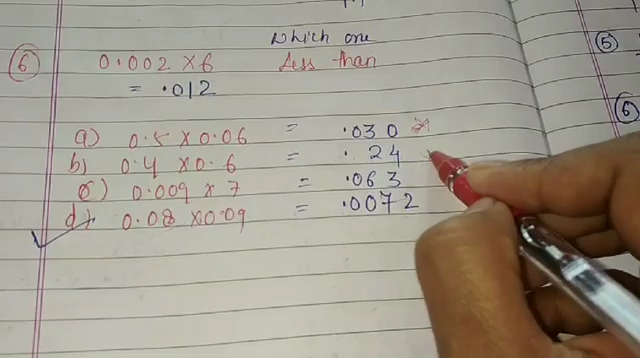 which one
⑥ 0.002 × 6 less than
= .012
a) 0.5 × 0.06 = .030
b) 0.4 × 0.6 = .24
c) 0.009 × 7 = .063
d) 0.08 × 0.09 = .0072
⑤
⑥